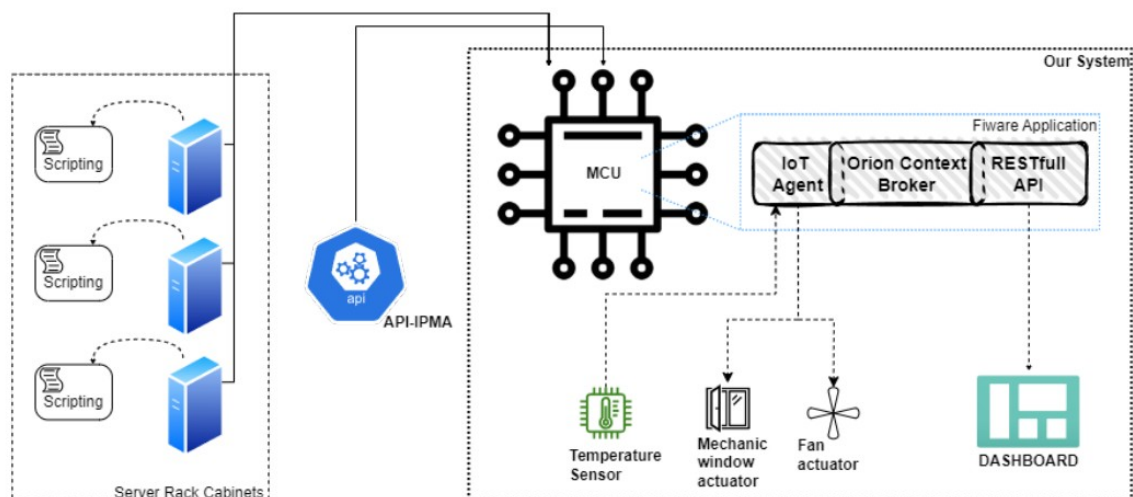 Our System
Fiware Application
Scripting
MCU
IoT
Agent
Orion Context
Broker
RESTfull
API
Scripting
api
API-IPMA
Scripting
Temperature
Sensor
Mechanic
window
actuator
Fan
actuator
DASHBOARD
Server Rack Cabinets